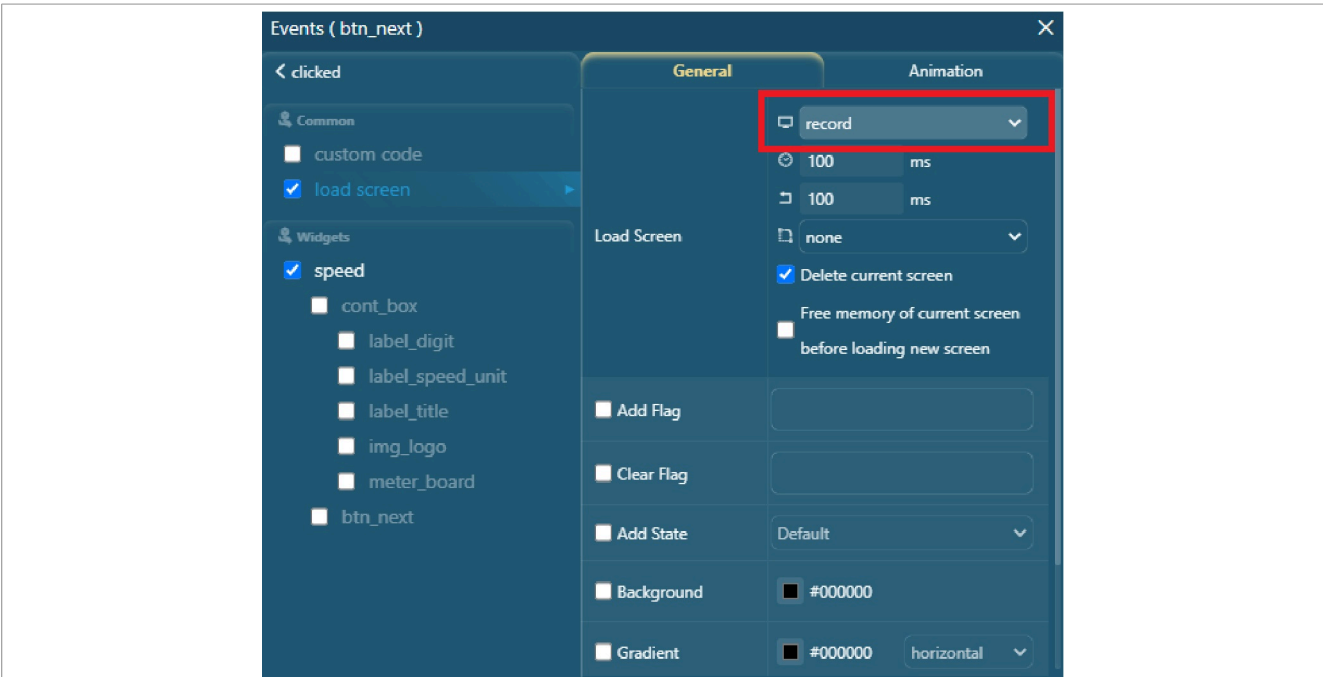 Events ( btn_next )
clicked
Common
custom code
load screen
Widgets
speed
cont_box
label_digit
label_speed_unit
label_title
img_logo
meter_board
btn_next
General
Animation
Load Screen
record
100 ms
100 ms
none
Delete current screen
Free memory of current screen
before loading new screen
Add Flag
Clear Flag
Add State
Default
Background
#000000
Gradient
#000000
horizontal